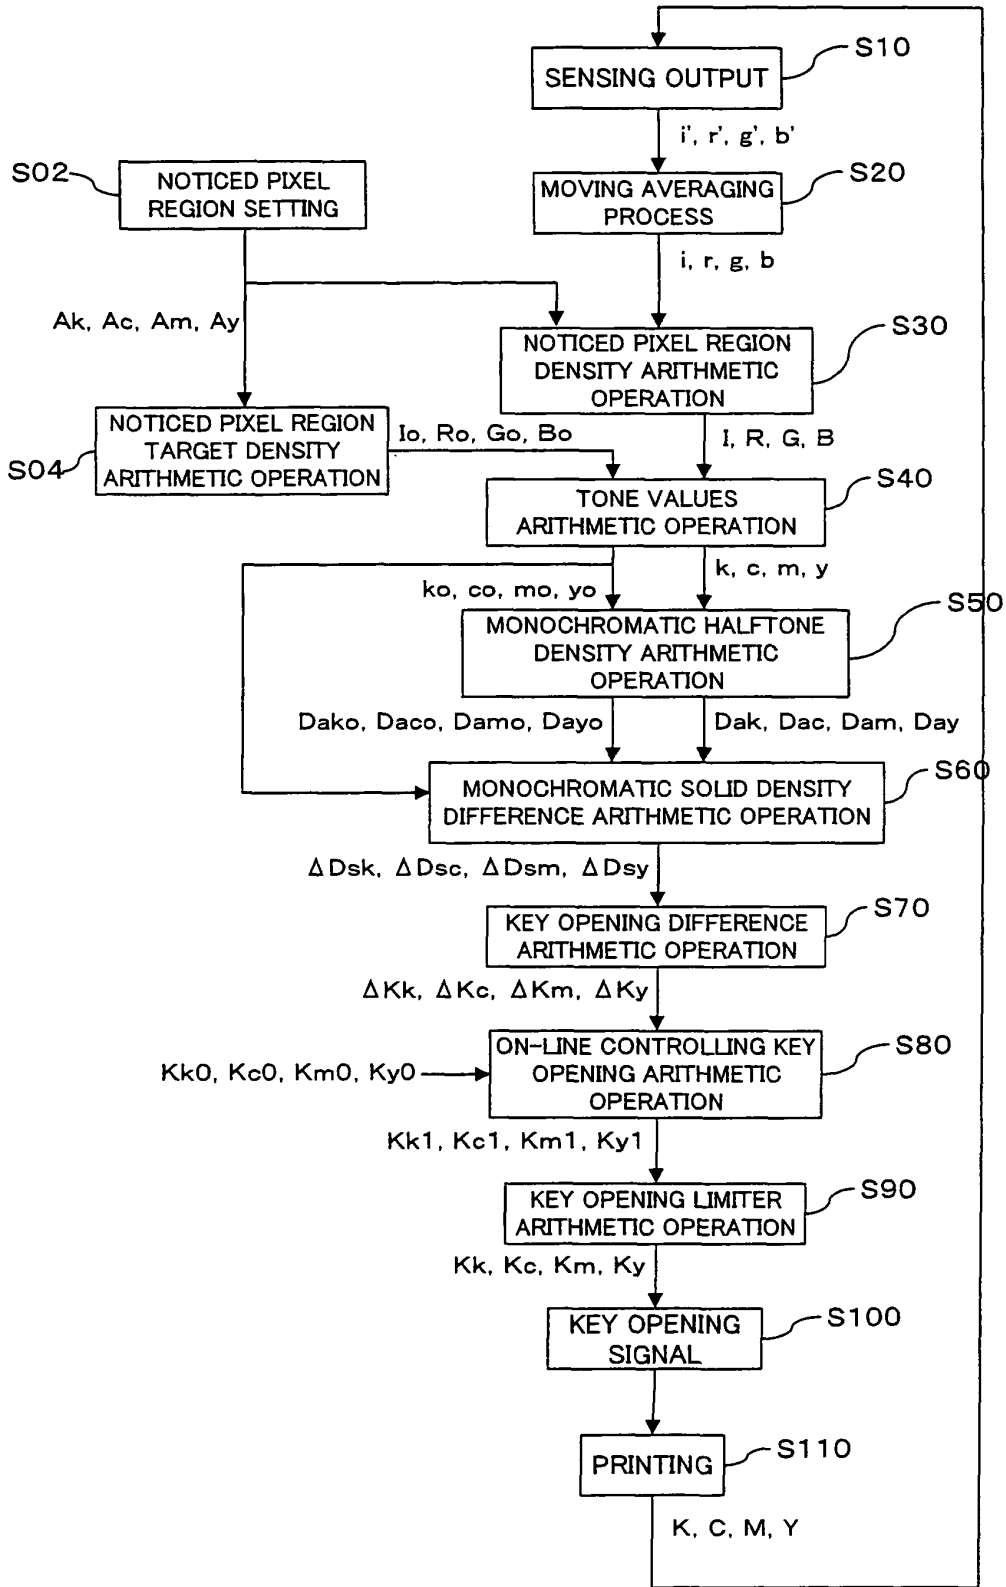 S10
SENSING OUTPUT
i', r', g', b'
S02
NOTICED PIXEL
REGION SETTING
S20
MOVING AVERAGING
PROCESS
i, r, g, b
Ak, Ac, Am, Ay
S30
NOTICED PIXEL REGION
DENSITY ARITHMETIC
OPERATION
S04
NOTICED PIXEL REGION
TARGET DENSITY
ARITHMETIC OPERATION
Io, Ro, Go, Bo
I, R, G, B
S40
TONE VALUES
ARITHMETIC OPERATION
ko, co, mo, yo
k, c, m, y
S50
MONOCHROMATIC HALFTONE
DENSITY ARITHMETIC
OPERATION
Dako, Daco, Damo, Dayo
Dak, Dac, Dam, Day
S60
MONOCHROMATIC SOLID DENSITY
DIFFERENCE ARITHMETIC OPERATION
ΔDsk, ΔDsc, ΔDsm, ΔDsy
S70
KEY OPENING DIFFERENCE
ARITHMETIC OPERATION
ΔKk, ΔKc, ΔKm, ΔKy
S80
ON-LINE CONTROLLING KEY
OPENING ARITHMETIC
OPERATION
Kk0, Kc0, Km0, Ky0
Kk1, Kc1, Km1, Ky1
S90
KEY OPENING LIMITER
ARITHMETIC OPERATION
Kk, Kc, Km, Ky
S100
KEY OPENING
SIGNAL
S110
PRINTING
K, C, M, Y